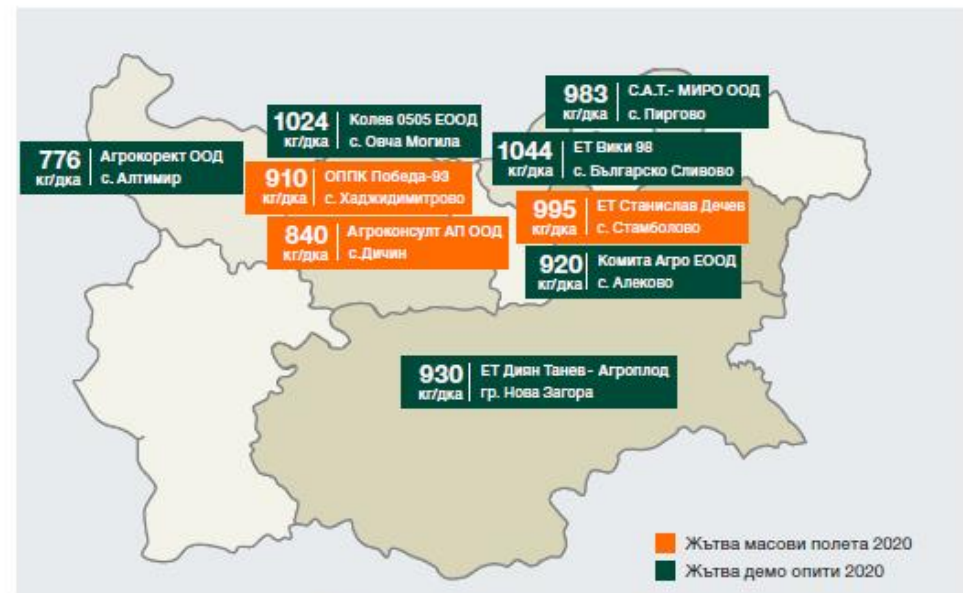 983
кг/дка
С.А.Т.- МИРО ООД
с. Пиргово
1024
кг/дка
Колев 0505 ЕООД
с. Овча Могила
1044
кг/дка
ЕТ Вики 98
с. Българско Сливово
776
кг/дка
Агрокорект ООД
с. Алтимир
910
кг/дка
ОППК Победа-93
с. Хаджидимитрово
995
кг/дка
ЕТ Станислав Дечев
с. Стамболово
840
кг/дка
Агроконсулт АП ООД
с.Дичин
920
кг/дка
Комита Агро ЕООД
с. Алеково
930
кг/дка
ЕТ Диян Танев - Агроплод
гр. Нова Загора
Жътва масови полета 2020
Жътва демо опити 2020